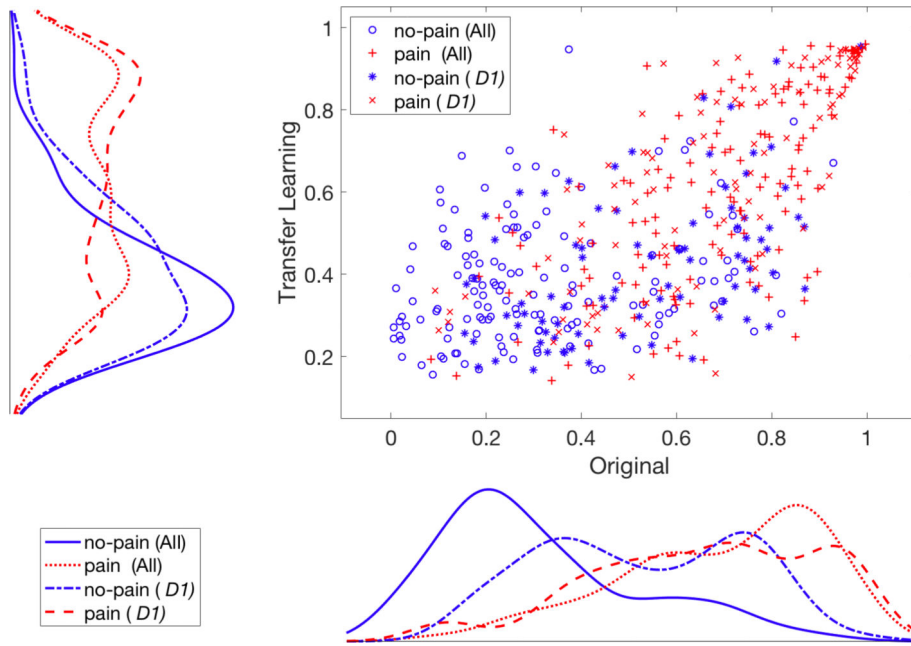 no-pain (All)
pain (All)
no-pain ( D1)
pain ( D1)
Transfer Learning
1
0.8
0.6
0.4
0.2
0 0.2 0.4 0.6 0.8 1
Original
no-pain (All)
pain (All)
no-pain ( D1)
pain ( D1)